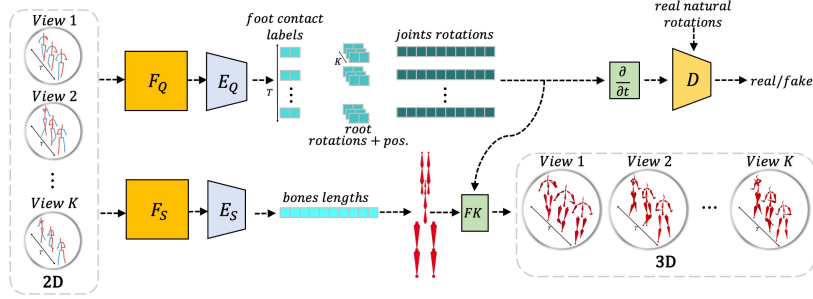 View 1
T
View 2
T
⋮
View K
T
2D
F_Q
E_Q
foot contact
labels
T
⋮
K
⋮
root
rotations + pos.
joints rotations
⋮
∂
∂t
real natural
rotations
D
real/fake
F_S
E_S
bones lengths
FK
View 1
T
View 2
T
...
View K
T
3D